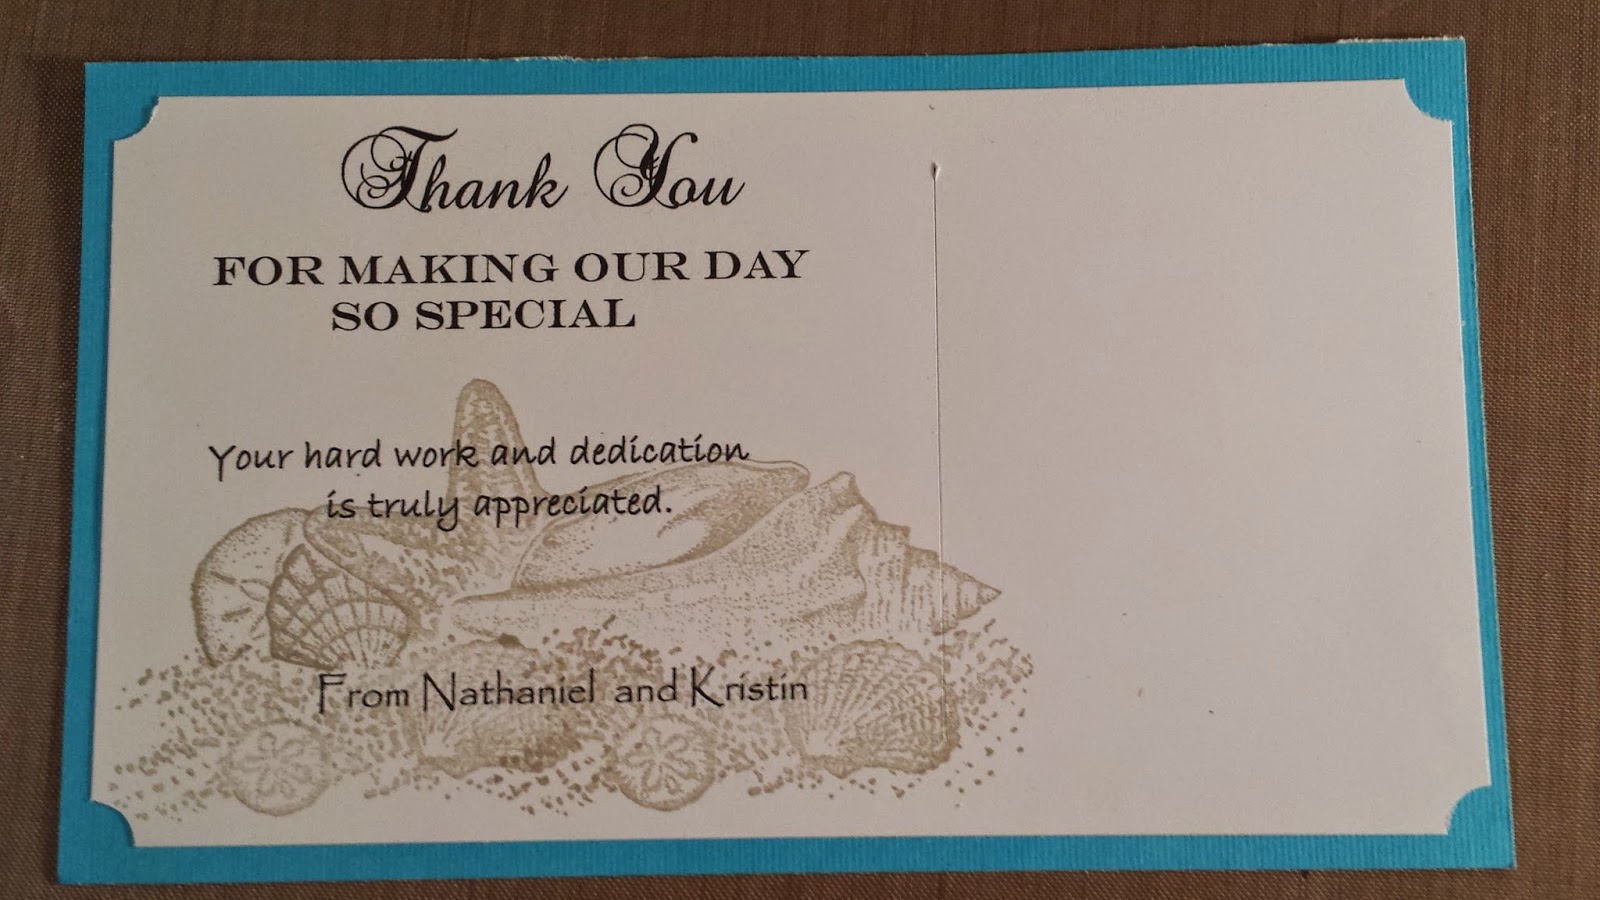 Thank You
FOR MAKING OUR DAY
SO SPECIAL
Your hard work and dedication
is truly appreciated.
From Nathaniel and Kristin